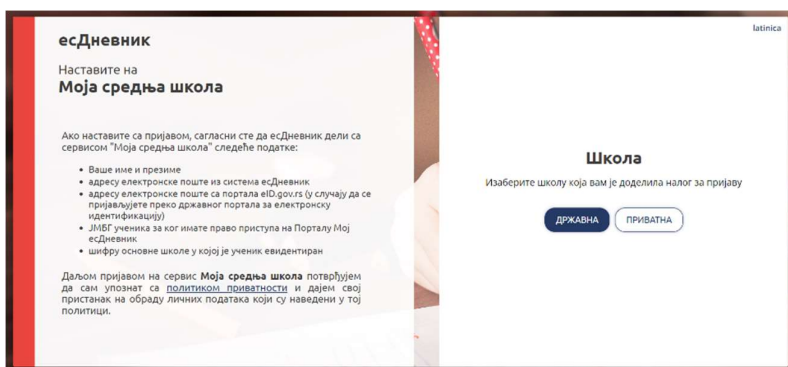 есДневник
Наставите на
Моја средња школа
Ако наставите са пријавом, сагласни сте да есДневник дели са
сервисом "Моја средња школа" следеће податке:
• Ваше име и презиме
• адресу електронске поште из система есДневник
• адресу електронске поште са портала eID.gov.rs (у случају да се
пријављујете преко државног портала за електронску
идентификацију)
• ЈМБГ ученика за ког имате право приступа на Порталу Мој
есДневник
• шифру основне школе у којој је ученик евидентиран
Даљом пријавом на сервис Моја средња школа потврђујем
да сам упознат са политиком приватности и дајем свој
пристанак на обраду личних података који су наведени у тој
политици.
latinica
Школа
Изаберите школу која вам је доделила налог за пријаву
ДРЖАВНА
ПРИВАТНА